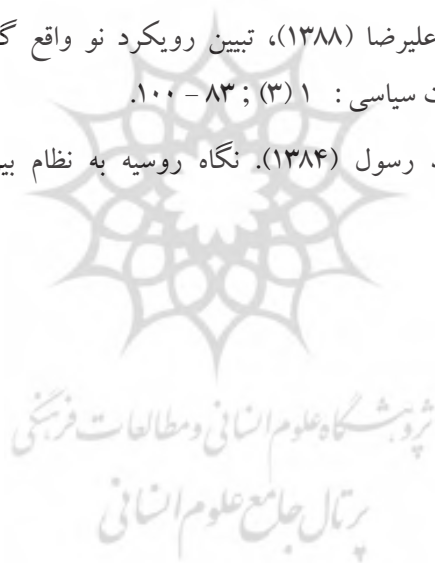 علیرضا (۱۳۸۸)، تبیین رویکرد نو واقع
سیاسی : ۱ (۳) ; ۸۳ – ۱۰۰.
رسول (۱۳۸۴). نگاه روسیه به نظام
پژوهشگاه علوم انسانی و مطالعات فرهنگی
پرتال جامع علوم انسانی